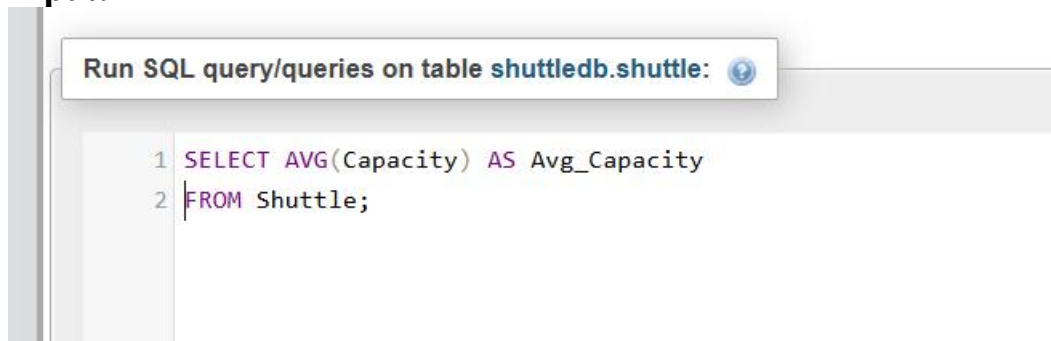 Run SQL query/queries on table shuttledb.shuttle:
1 SELECT AVG(Capacity) AS Avg_Capacity
2 FROM Shuttle;